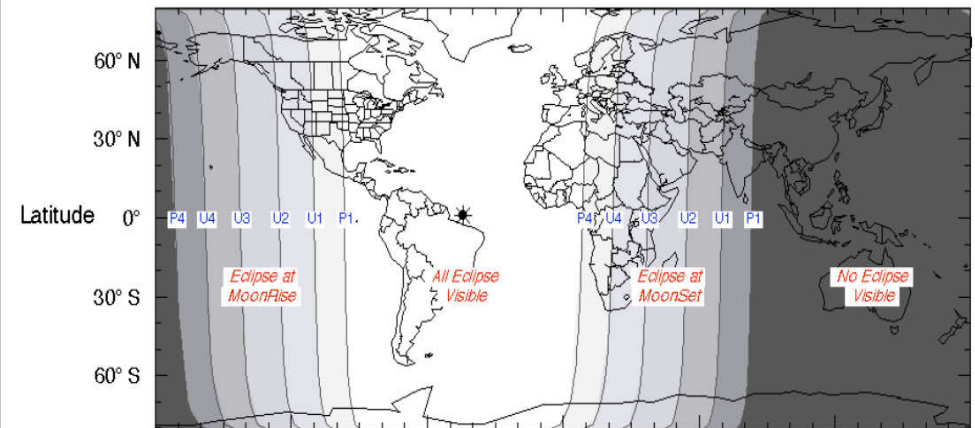 60° N
30° N
Latitude 0° P4 U4 U3 U2 U1 P1 P4 U4 U3 U2 U1 P1
Eclipse at
MoonRise
All Eclipse
Visible
Eclipse at
MoonSet
No Eclipse
Visible
30° S
60° S